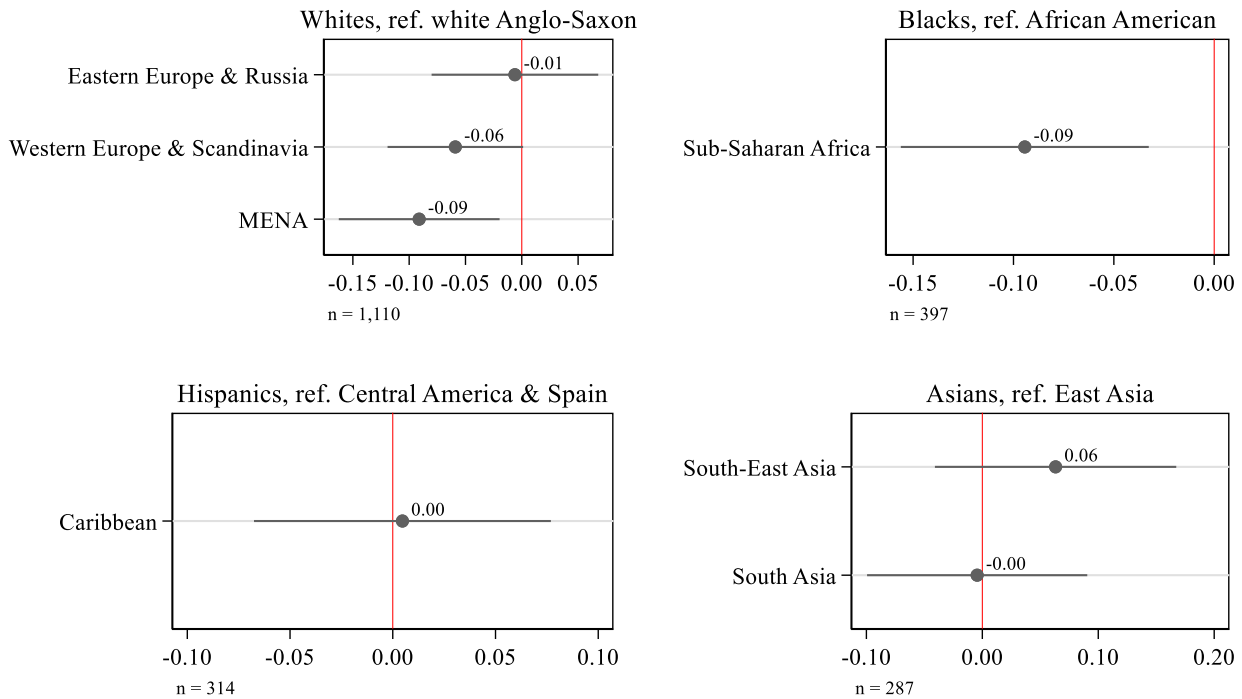 Whites, ref. white Anglo-Saxon
Eastern Europe & Russia
-0.01
Western Europe & Scandinavia
-0.06
MENA
-0.09
-0.15 -0.10 -0.05 0.00 0.05
n = 1,110
Blacks, ref. African American
Sub-Saharan Africa
-0.09
-0.15 -0.10 -0.05 0.00
n = 397
Hispanics, ref. Central America & Spain
Caribbean
0.00
-0.10 -0.05 0.00 0.05 0.10
n = 314
Asians, ref. East Asia
South-East Asia
0.06
South Asia
-0.00
-0.10 0.00 0.10 0.20
n = 287